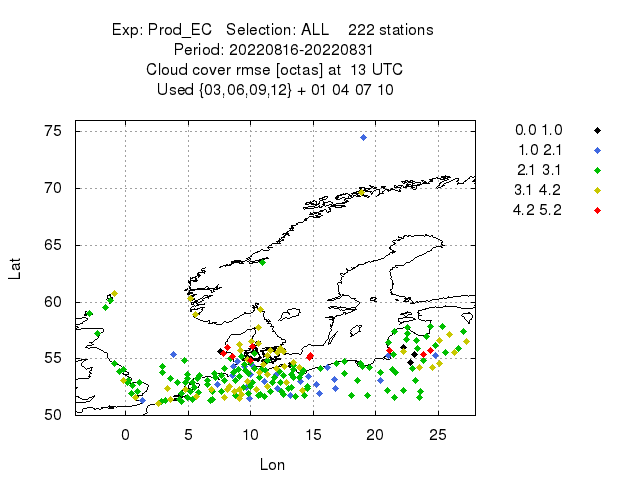 Exp: Prod_EC   Selection: ALL    222 stations
Period: 20220816-20220831
Cloud cover rmse [octas] at  13 UTC
Used {03,06,09,12} + 01 04 07 10
75
70
65
60
55
50
Lat
0 5 10 15 20 25
Lon
0.0 1.0
1.0 2.1
2.1 3.1
3.1 4.2
4.2 5.2